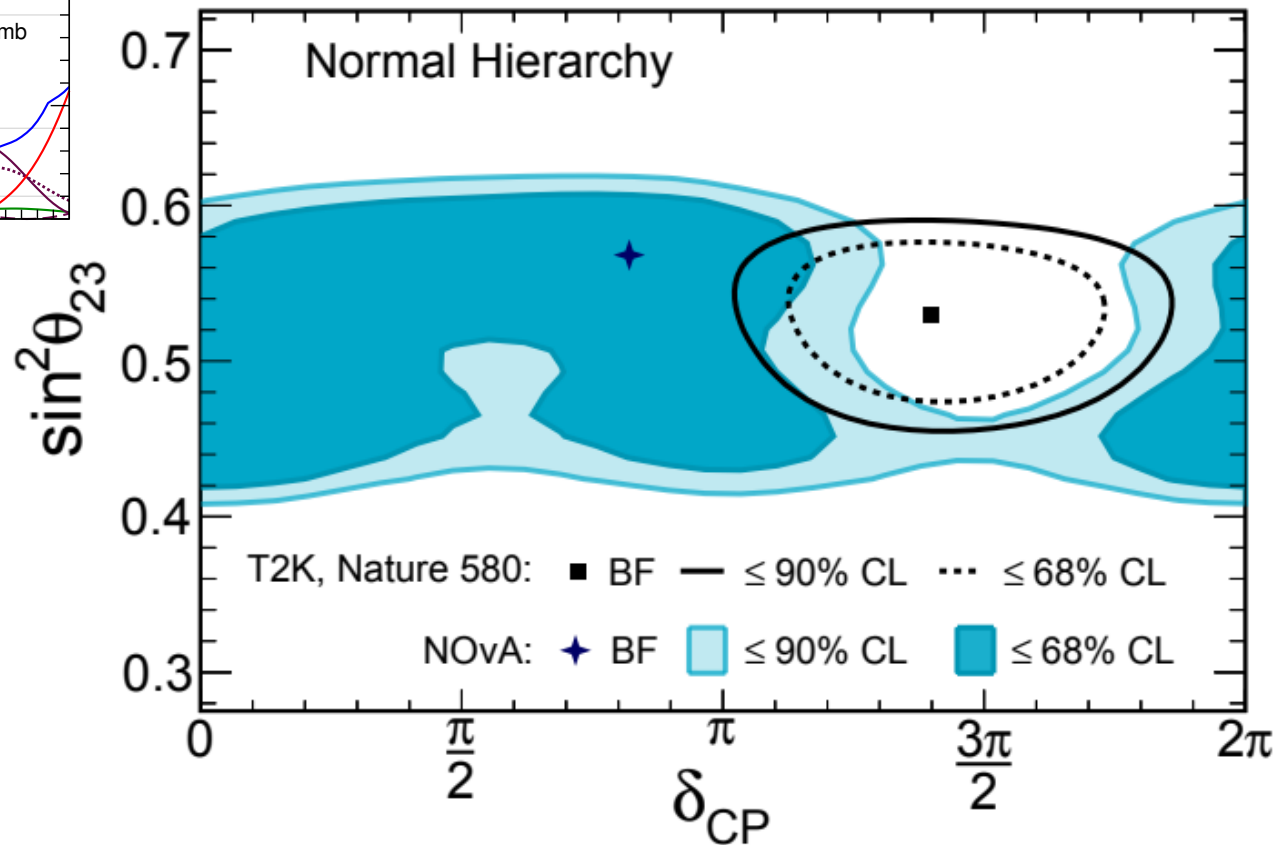 mb
Normal Hierarchy
0.7
0.6
0.5
0.4
0.3
sin²θ₂₃
T2K, Nature 580: BF ≤ 90% CL ≤ 68% CL
NOvA: BF ≤ 90% CL ≤ 68% CL
0 π/2 π 3π/2 2π
δ_CP